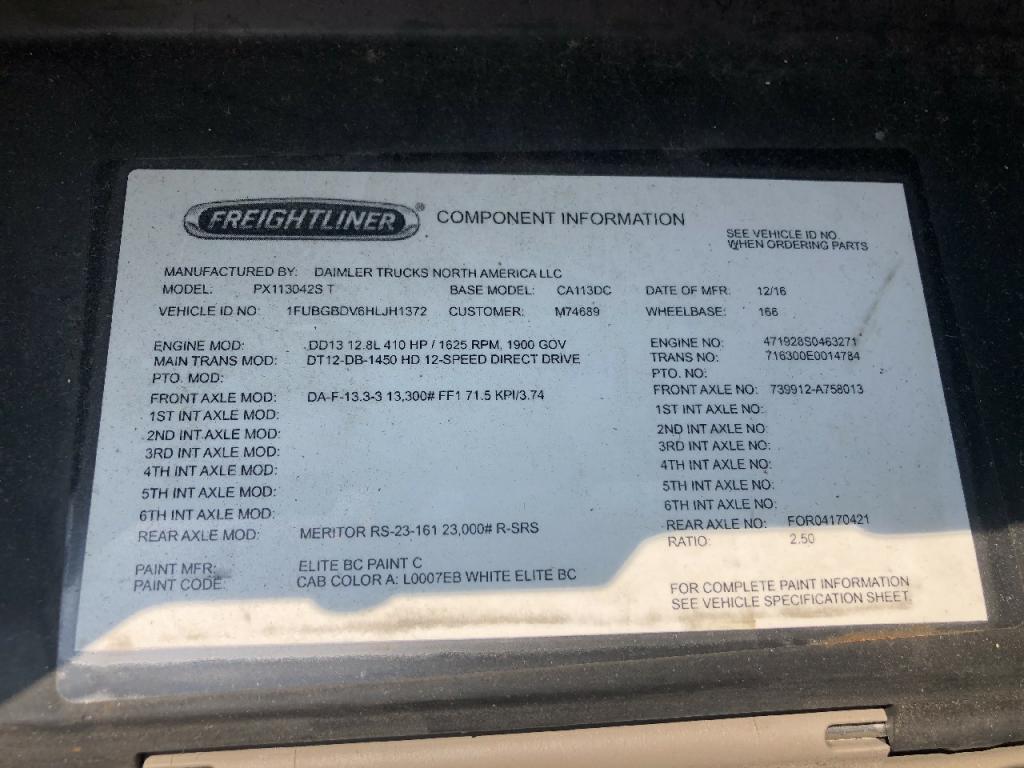 FREIGHTLINER® COMPONENT INFORMATION
SEE VEHICLE ID NO.
WHEN ORDERING PARTS
MANUFACTURED BY: DAIMLER TRUCKS NORTH AMERICA LLC
MODEL: PX113042S T BASE MODEL: CA113DC DATE OF MFR: 12/16
VEHICLE ID NO: 1FUBGBDV6HLJH1372 CUSTOMER: M74689 WHEELBASE: 166
ENGINE MOD: DD13 12.8L 410 HP / 1625 RPM, 1900 GOV ENGINE NO: 471928S0463271
MAIN TRANS MOD: DT12-DB-1450 HD 12-SPEED DIRECT DRIVE TRANS NO: 716300E0014784
PTO. MOD: PTO. NO:
FRONT AXLE MOD: DA-F-13.3-3 13,300# FF1 71.5 KPI/3.74 FRONT AXLE NO: 739912-A758013
1ST INT AXLE MOD: 1ST INT AXLE NO:
2ND INT AXLE MOD: 2ND INT AXLE NO:
3RD INT AXLE MOD: 3RD INT AXLE NO:
4TH INT AXLE MOD: 4TH INT AXLE NO:
5TH INT AXLE MOD: 5TH INT AXLE NO:
6TH INT AXLE MOD: 6TH INT AXLE NO:
REAR AXLE MOD: MERITOR RS-23-161 23,000# R-SRS REAR AXLE NO: FOR04170421
RATIO: 2.50
PAINT MFR: ELITE BC PAINT C
PAINT CODE: CAB COLOR A: L0007EB WHITE ELITE BC
FOR COMPLETE PAINT INFORMATION
SEE VEHICLE SPECIFICATION SHEET.